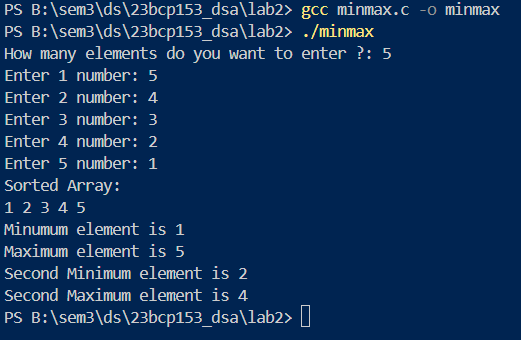 PS B:\sem3\ds\23bcp153_dsa\lab2> gcc minmax.c -o minmax
PS B:\sem3\ds\23bcp153_dsa\lab2> ./minmax
How many elements do you want to enter ?: 5
Enter 1 number: 5
Enter 2 number: 4
Enter 3 number: 3
Enter 4 number: 2
Enter 5 number: 1
Sorted Array:
1 2 3 4 5
Minumum element is 1
Maximum element is 5
Second Minimum element is 2
Second Maximum element is 4
PS B:\sem3\ds\23bcp153_dsa\lab2>